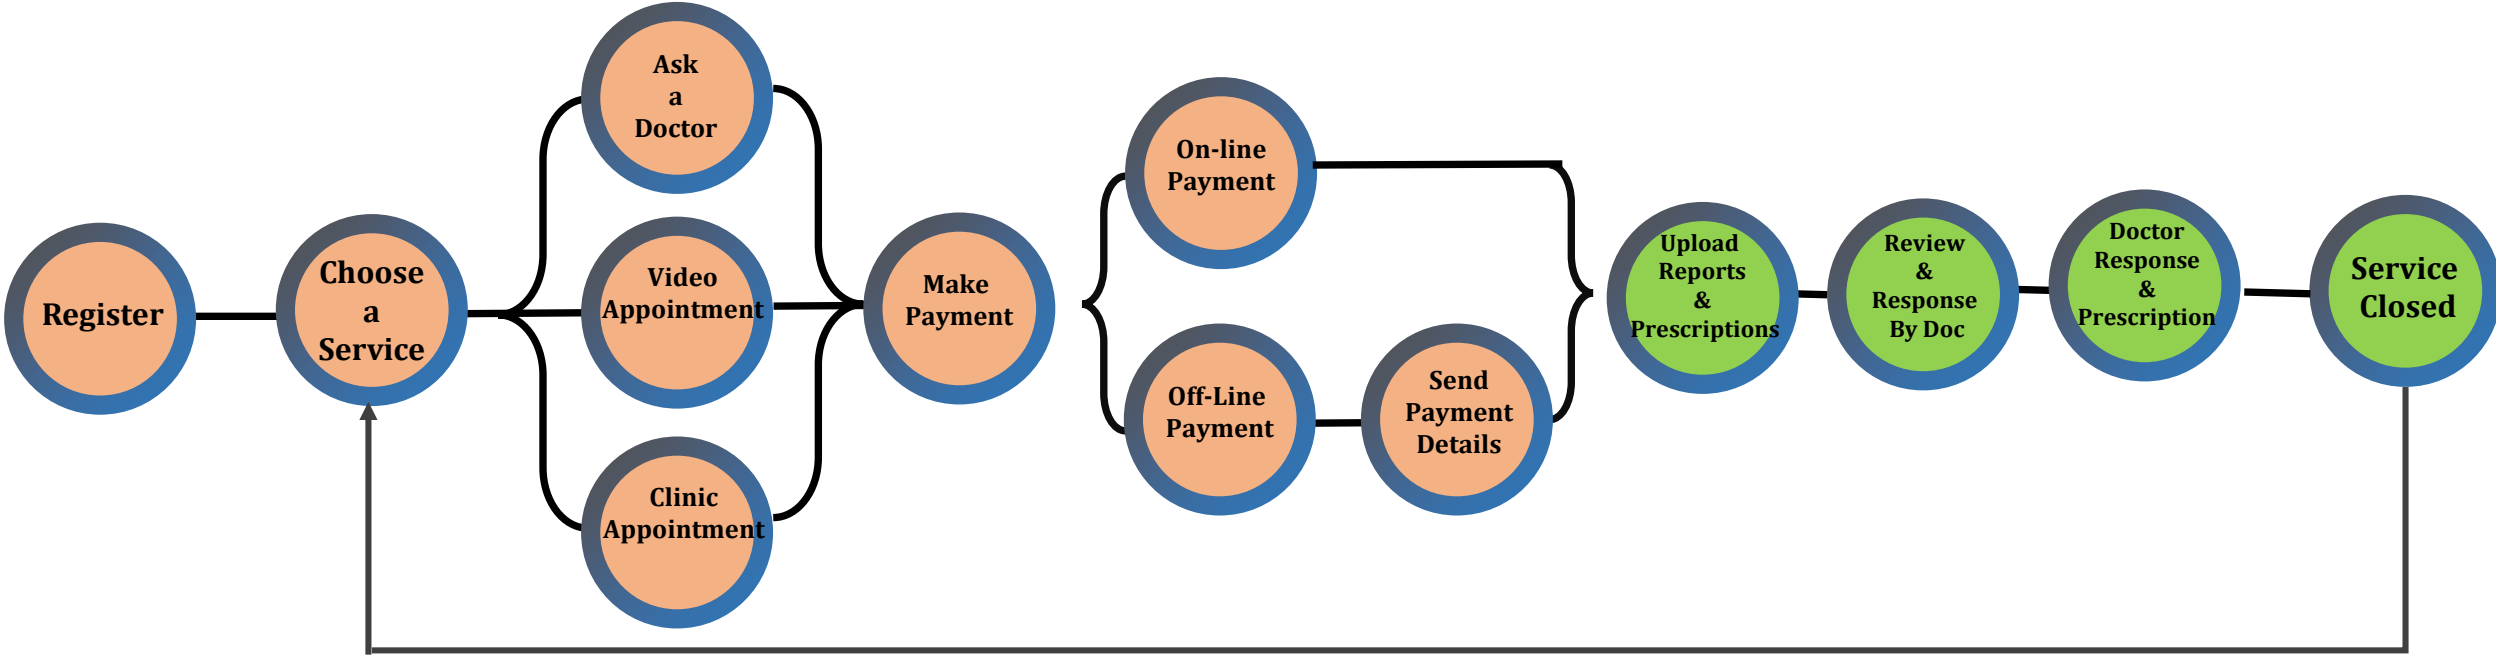 Register
Choose
a
Service
Ask
a
Doctor
Video
Appointment
Clinic
Appointment
Make
Payment
On-line
Payment
Off-Line
Payment
Send
Payment
Details
Upload
Reports
&
Prescriptions
Review
&
Response
By Doc
Doctor
Response
&
Prescription
Service
Closed